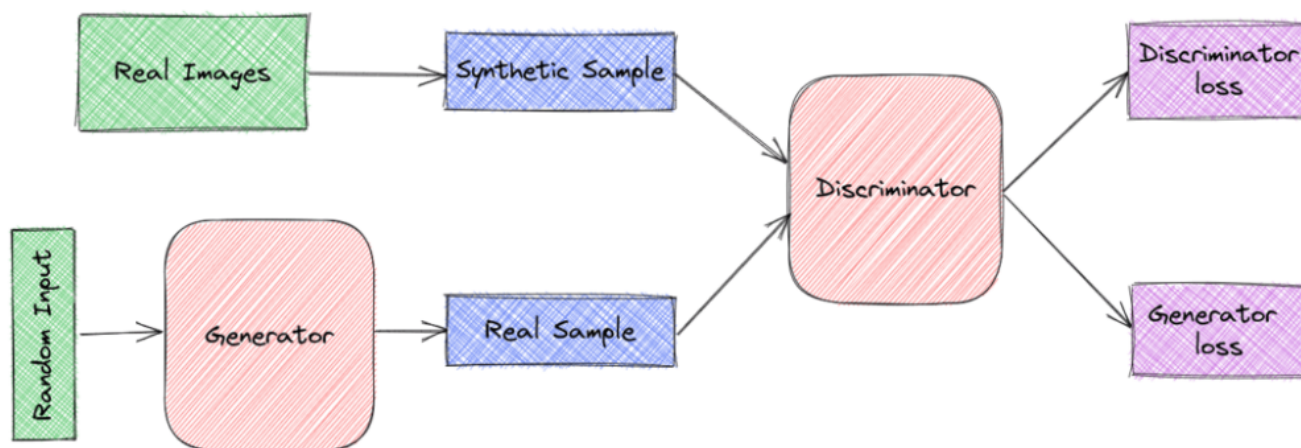 Real Images
Synthetic Sample
Discriminator
loss
Discriminator
Random Input
Generator
Real Sample
Generator
loss